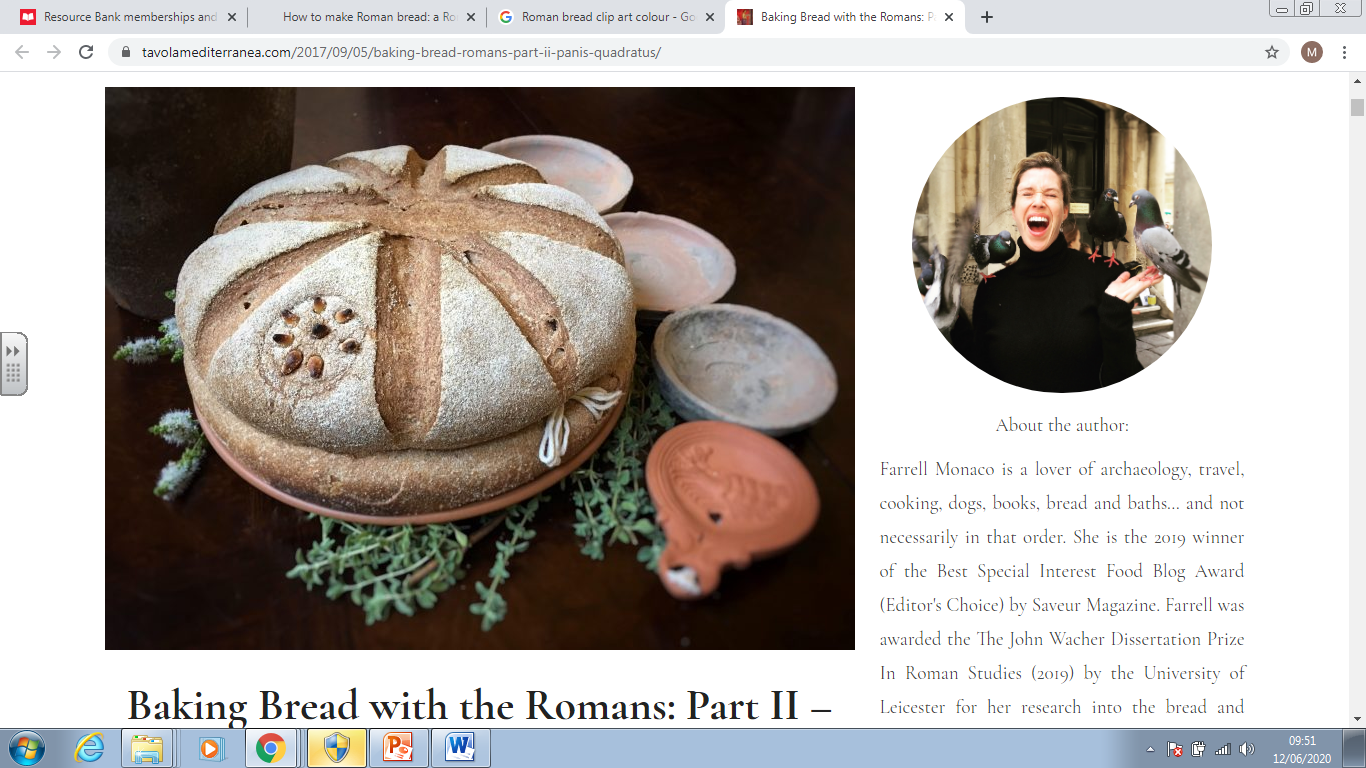 Resource Bank memberships and
How to make Roman bread: a Ro
Roman bread clip art colour - Go
Baking Bread with the Romans: P
tavolamediterranea.com/2017/09/05/baking-bread-romans-part-ii-panis-quadratus/
M
About the author:
Farrell Monaco is a lover of archaeology, travel,
cooking, dogs, books, bread and baths... and not
necessarily in that order. She is the 2019 winner
of the Best Special Interest Food Blog Award
(Editor's Choice) by Saveur Magazine. Farrell was
awarded the The John Wacher Dissertation Prize
In Roman Studies (2019) by the University of
Leicester for her research into the bread and
Baking Bread with the Romans: Part II –
09:51
12/06/2020